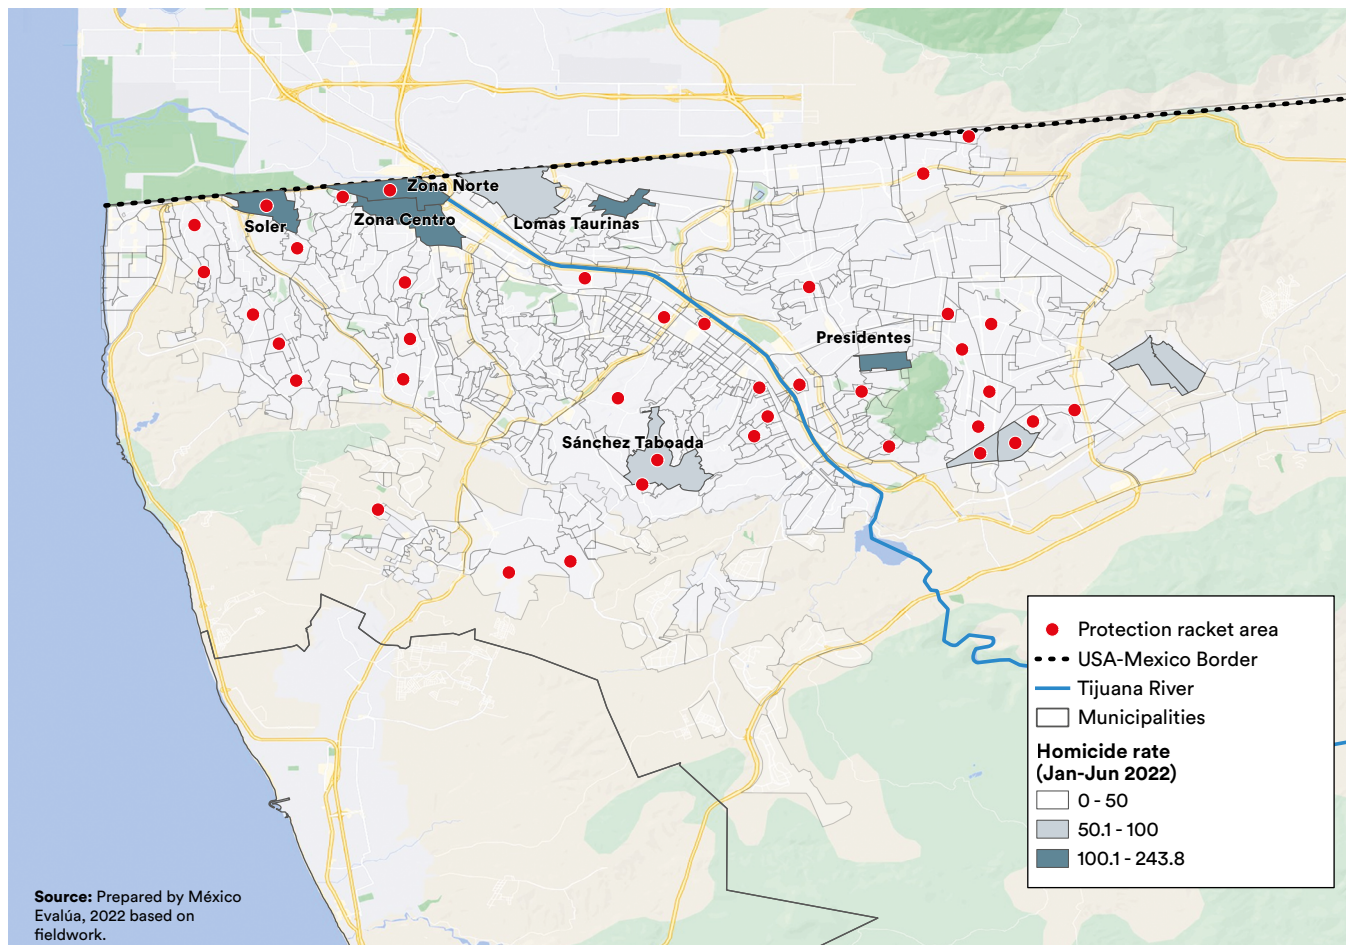 Zona Norte
Zona Centro
Soler
Lomas Taurinas
Presidentes
Sánchez Taboada
Protection racket area
USA-Mexico Border
Tijuana River
Municipalities
Homicide rate
(Jan-Jun 2022)
0 - 50
50.1 - 100
100.1 - 243.8
Source: Prepared by México
Evalúa, 2022 based on
fieldwork.